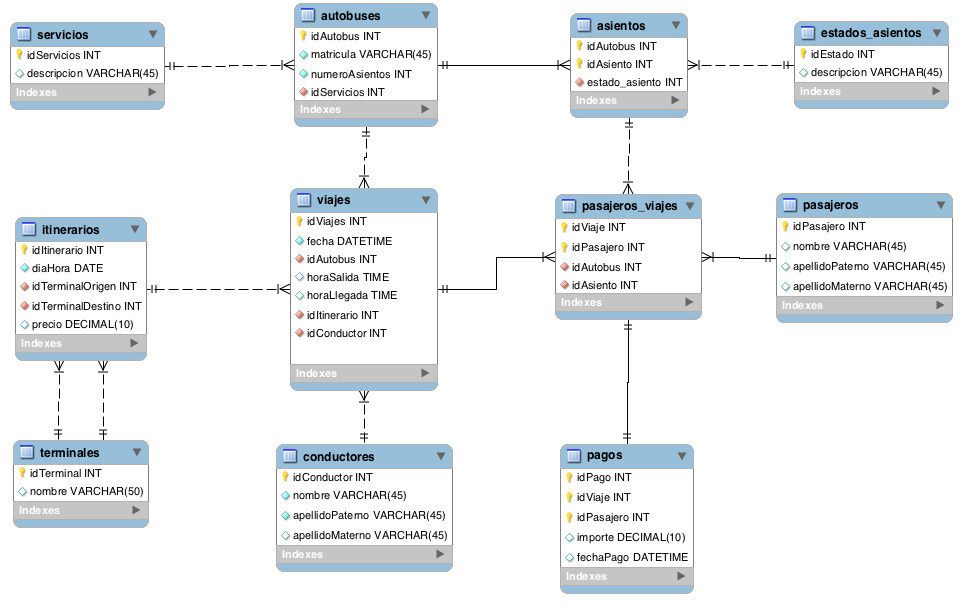 servicios
idServicios INT
descripcion VARCHAR(45)
Indexes
autobuses
idAutobus INT
matricula VARCHAR(45)
numeroAsientos INT
idServicios INT
Indexes
asientos
idAutobus INT
idAsiento INT
estado_asiento INT
Indexes
estados_asientos
idEstado INT
descripcion VARCHAR(45)
Indexes
itinerarios
idItinerario INT
diaHora DATE
idTerminalOrigen INT
idTerminalDestino INT
precio DECIMAL(10)
Indexes
viajes
idViajes INT
fecha DATETIME
idAutobus INT
horaSalida TIME
horaLlegada TIME
idItinerario INT
idConductor INT
Indexes
pasajeros_viajes
idViaje INT
idPasajero INT
idAutobus INT
idAsiento INT
Indexes
pasajeros
idPasajero INT
nombre VARCHAR(45)
apellidoPaterno VARCHAR(45)
apellidoMaterno VARCHAR(45)
Indexes
terminales
idTerminal INT
nombre VARCHAR(50)
Indexes
conductores
idConductor INT
nombre VARCHAR(45)
apellidoPaterno VARCHAR(45)
apellidoMaterno VARCHAR(45)
Indexes
pagos
idPago INT
idViaje INT
idPasajero INT
importe DECIMAL(10)
fechaPago DATETIME
Indexes